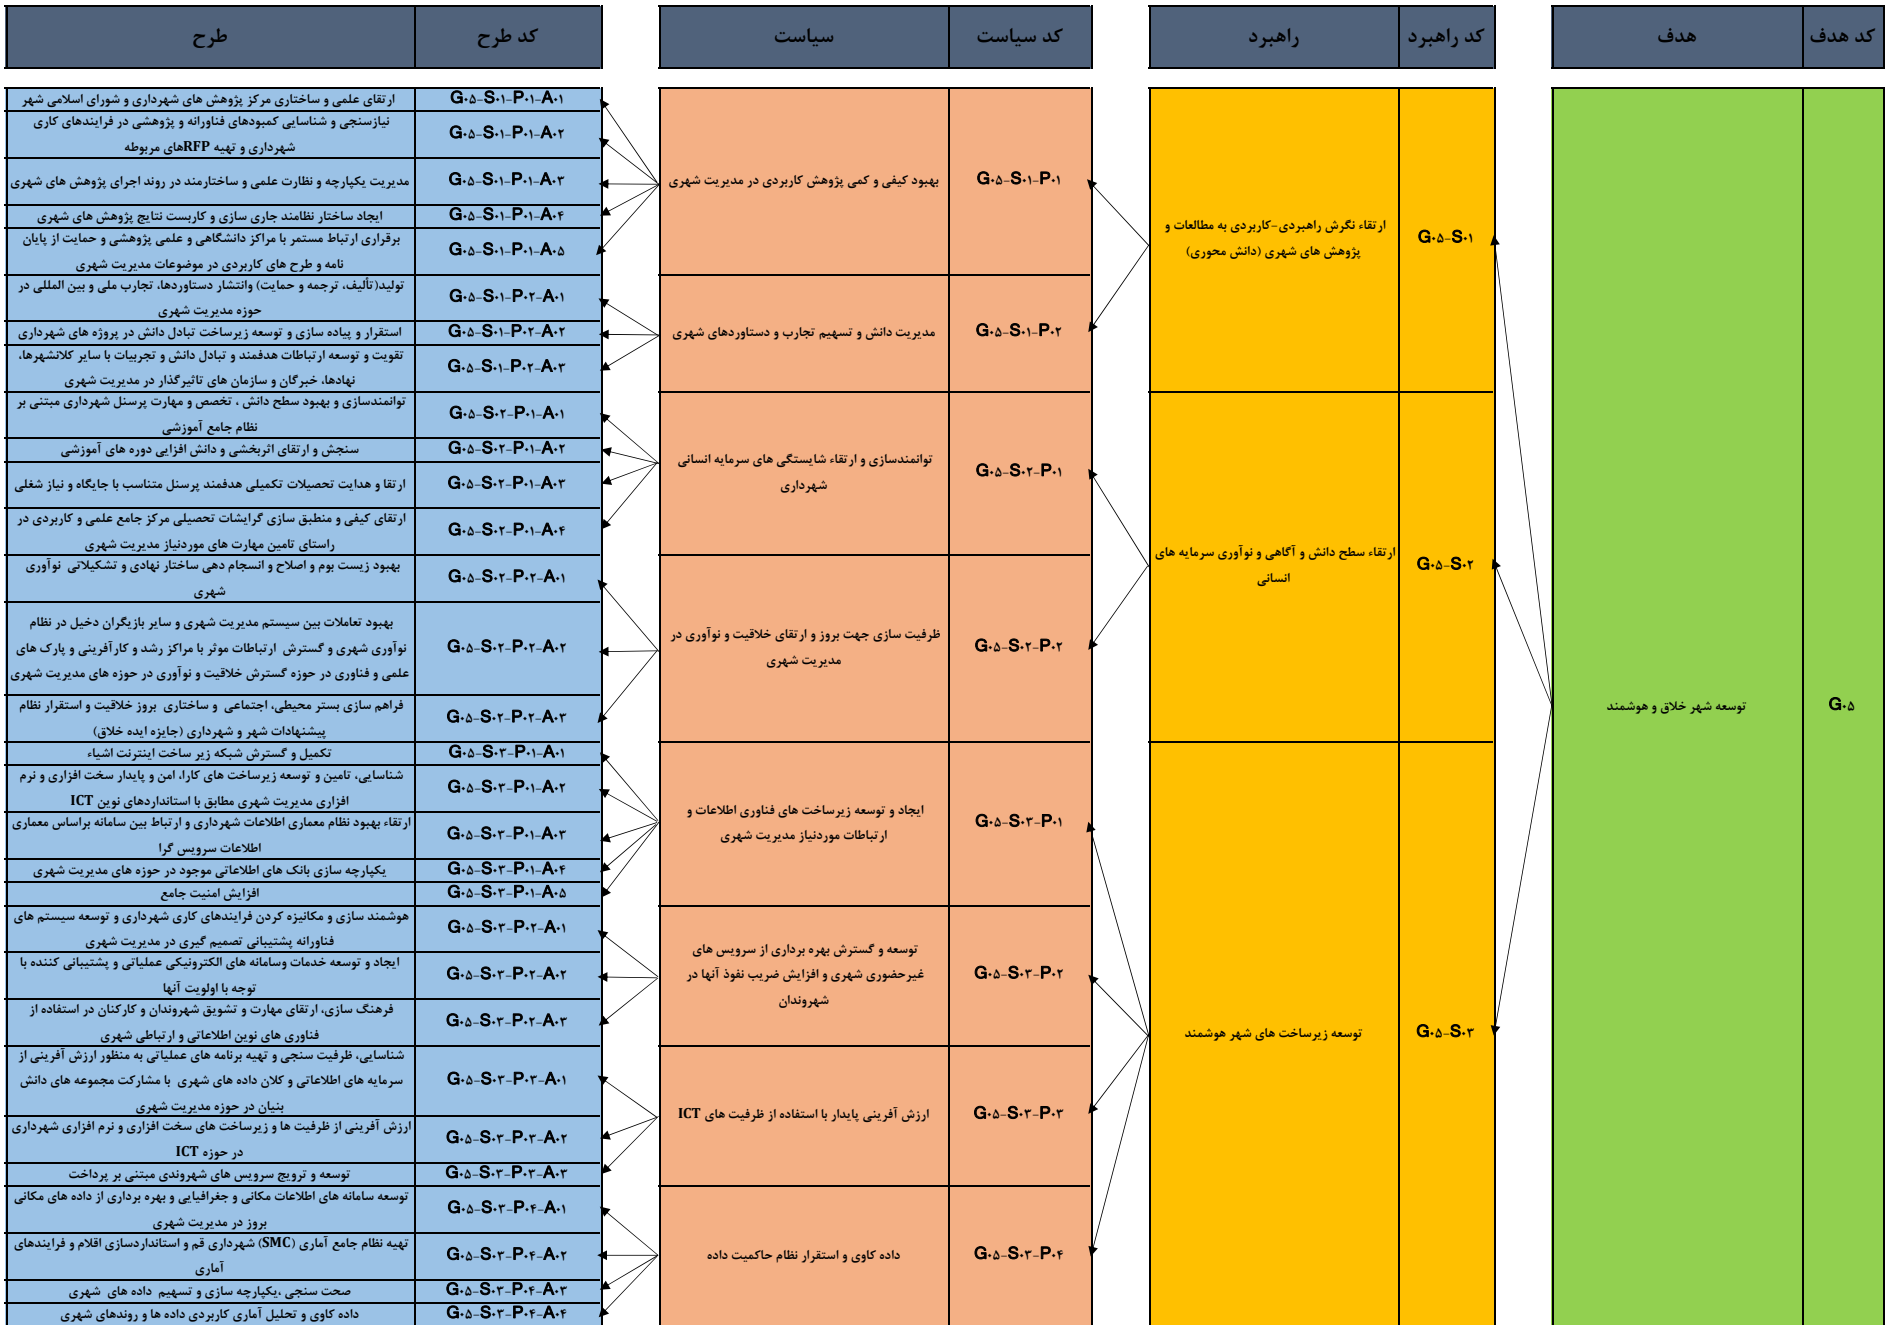 کد هدف
هدف
کد راهبرد
راهبرد
کد سیاست
سیاست
کد طرح
طرح
G۰۵
توسعه شهر خلاق و هوشمند
G۰۵-S۰۱
ارتقاء نگرش راهبردی-کاربردی به مطالعات و
پژوهش های شهری (دانش محوری)
G۰۵-S۰۱-P۰۱
بهبود کیفی و کمی پژوهش کاربردی در مدیریت شهری
G۰۵-S۰۱-P۰۱-A۰۱
ارتقای علمی و ساختاری مرکز پژوهش های شهرداری و شورای اسلامی شهر
G۰۵-S۰۱-P۰۱-A۰۲
نیازسنجی و شناسایی کمبودهای فناورانه و پژوهشی در فرایندهای کاری
شهرداری و تهیه RFPهای مربوطه
G۰۵-S۰۱-P۰۱-A۰۳
مدیریت یکپارچه و نظارت علمی و ساختارمند در روند اجرای پژوهش های شهری
G۰۵-S۰۱-P۰۱-A۰۴
ایجاد ساختار نظامند جاری سازی و کاربست نتایج پژوهش های شهری
G۰۵-S۰۱-P۰۱-A۰۵
برقراری ارتباط مستمر با مراکز دانشگاهی و علمی پژوهشی و حمایت از پایان
نامه و طرح های کاربردی در موضوعات مدیریت شهری
G۰۵-S۰۱-P۰۲
مدیریت دانش و تسهیم تجارب و دستاوردهای شهری
G۰۵-S۰۱-P۰۲-A۰۱
تولید(تألیف، ترجمه و حمایت) وانتشار دستاوردها، تجارب ملی و بین المللی در
حوزه مدیریت شهری
G۰۵-S۰۱-P۰۲-A۰۲
استقرار و پیاده سازی و توسعه زیرساخت تبادل دانش در پروژه های شهرداری
G۰۵-S۰۱-P۰۲-A۰۳
تقویت و توسعه ارتباطات هدفمند و تبادل دانش و تجربیات با سایر کلانشهرها،
نهادها، خبرگان و سازمان های تاثیرگذار در مدیریت شهری
G۰۵-S۰۲
ارتقاء سطح دانش و آگاهی و نوآوری سرمایه های
انسانی
G۰۵-S۰۲-P۰۱
توانمندسازی و ارتقاء شایستگی های سرمایه انسانی
شهرداری
G۰۵-S۰۲-P۰۱-A۰۱
توانمندسازی و بهبود سطح دانش ، تخصص و مهارت پرسنل شهرداری مبتنی بر
نظام جامع آموزشی
G۰۵-S۰۲-P۰۱-A۰۲
سنجش و ارتقای اثربخشی و دانش افزایی دوره های آموزشی
G۰۵-S۰۲-P۰۱-A۰۳
ارتقا و هدایت تحصیلات تکمیلی هدفمند پرسنل متناسب با جایگاه و نیاز شغلی
G۰۵-S۰۲-P۰۱-A۰۴
ارتقای کیفی و منطبق سازی گرایشات تحصیلی مرکز جامع علمی و کاربردی در
راستای تامین مهارت های موردنیاز مدیریت شهری
G۰۵-S۰۲-P۰۲
ظرفیت سازی جهت بروز و ارتقای خلاقیت و نوآوری در
مدیریت شهری
G۰۵-S۰۲-P۰۲-A۰۱
بهبود زیست بوم و اصلاح و انسجام دهی ساختار نهادی و تشکیلاتی نوآوری
شهری
G۰۵-S۰۲-P۰۲-A۰۲
بهبود تعاملات بین سیستم مدیریت شهری و سایر بازیگران دخیل در نظام
نوآوری شهری و گسترش ارتباطات موثر با مراکز رشد و کارآفرینی و پارک های
علمی و فناوری در حوزه گسترش خلاقیت و نوآوری در حوزه های مدیریت شهری
G۰۵-S۰۲-P۰۲-A۰۳
فراهم سازی بستر محیطی، اجتماعی و ساختاری بروز خلاقیت و استقرار نظام
پیشنهادات شهر و شهرداری (جایزه ایده خلاق)
G۰۵-S۰۳
توسعه زیرساخت های شهر هوشمند
G۰۵-S۰۳-P۰۱
ایجاد و توسعه زیرساخت های فناوری اطلاعات و
ارتباطات موردنیاز مدیریت شهری
G۰۵-S۰۳-P۰۱-A۰۱
تکمیل و گسترش شبکه زیر ساخت اینترنت اشیاء
G۰۵-S۰۳-P۰۱-A۰۲
شناسایی، تامین و توسعه زیرساخت های کارا، امن و پایدار سخت افزاری و نرم
افزاری مدیریت شهری مطابق با استانداردهای نوین ICT
G۰۵-S۰۳-P۰۱-A۰۳
ارتقاء بهبود نظام معماری اطلاعات شهرداری و ارتباط بین سامانه براساس معماری
اطلاعات سرویس گرا
G۰۵-S۰۳-P۰۱-A۰۴
یکپارچه سازی بانک های اطلاعاتی موجود در حوزه های مدیریت شهری
G۰۵-S۰۳-P۰۱-A۰۵
افزایش امنیت جامع
G۰۵-S۰۳-P۰۲
توسعه و گسترش بهره برداری از سرویس های
غیرحضوری شهری و افزایش ضریب نفوذ آنها در
شهروندان
G۰۵-S۰۳-P۰۲-A۰۱
هوشمند سازی و مکانیزه کردن فرایندهای کاری شهرداری و توسعه سیستم های
فناورانه پشتیبانی تصمیم گیری در مدیریت شهری
G۰۵-S۰۳-P۰۲-A۰۲
ایجاد و توسعه خدمات وسامانه های الکترونیکی عملیاتی و پشتیبانی کننده با
توجه با اولویت آنها
G۰۵-S۰۳-P۰۲-A۰۳
فرهنگ سازی، ارتقای مهارت و تشویق شهروندان و کارکنان در استفاده از
فناوری های نوین اطلاعاتی و ارتباطی شهری
G۰۵-S۰۳-P۰۳
ارزش آفرینی پایدار با استفاده از ظرفیت های ICT
G۰۵-S۰۳-P۰۳-A۰۱
شناسایی، ظرفیت سنجی و تهیه برنامه های عملیاتی به منظور ارزش آفرینی از
سرمایه های اطلاعاتی و کلان داده های شهری با مشارکت مجموعه های دانش
بنیان در حوزه مدیریت شهری
G۰۵-S۰۳-P۰۳-A۰۲
ارزش آفرینی از ظرفیت ها و زیرساخت های سخت افزاری و نرم افزاری شهرداری
در حوزه ICT
G۰۵-S۰۳-P۰۳-A۰۳
توسعه و ترویج سرویس های شهروندی مبتنی بر پرداخت
G۰۵-S۰۳-P۰۴
داده کاوی و استقرار نظام حاکمیت داده
G۰۵-S۰۳-P۰۴-A۰۱
توسعه سامانه های اطلاعات مکانی و جغرافیایی و بهره برداری از داده های مکانی
بروز در مدیریت شهری
G۰۵-S۰۳-P۰۴-A۰۲
تهیه نظام جامع آماری (SMC) شهرداری قم و استانداردسازی اقلام و فرایندهای
آماری
G۰۵-S۰۳-P۰۴-A۰۳
صحت سنجی ،یکپارچه سازی و تسهیم داده های شهری
G۰۵-S۰۳-P۰۴-A۰۴
داده کاوی و تحلیل آماری کاربردی داده ها و روندهای شهری